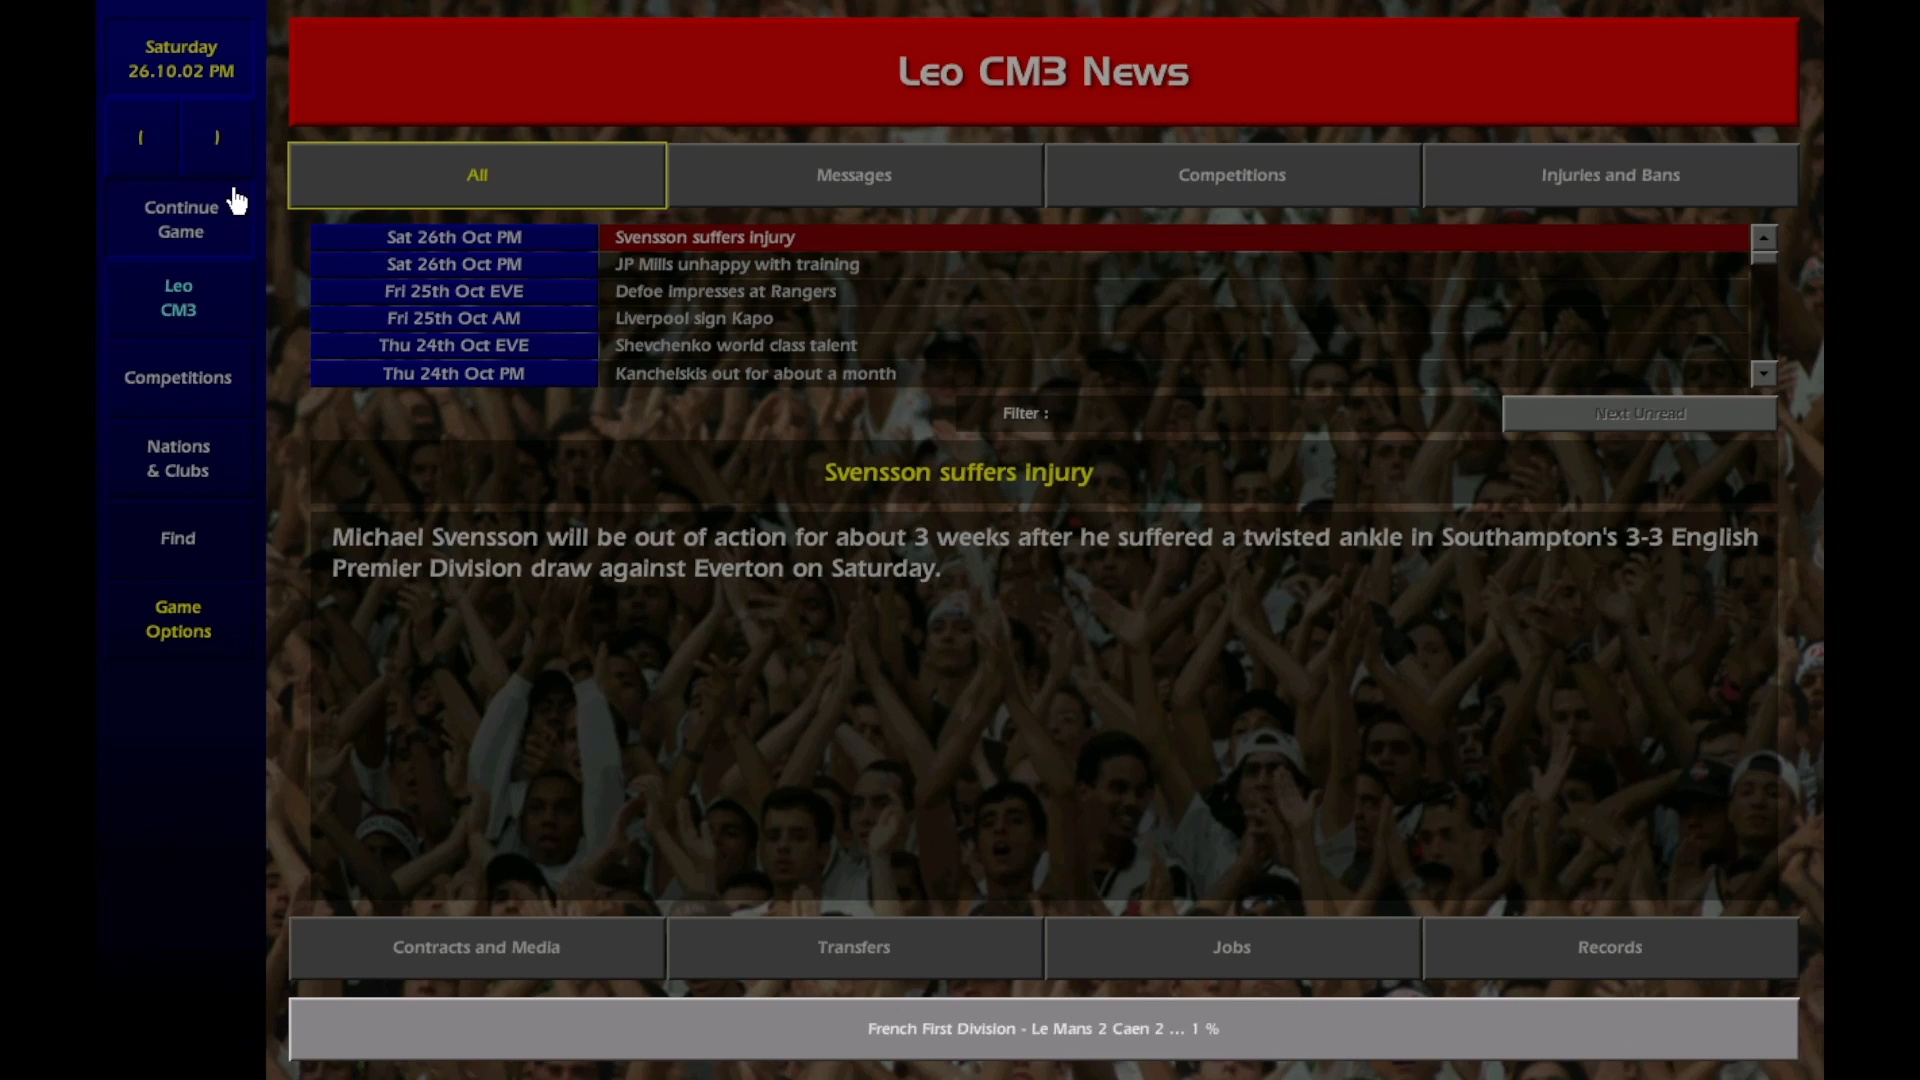 Saturday
26.10.02 PM
Continue
Game
Leo
CM3
Competitions
Nations
& Clubs
Find
Game
Options
Leo CM3 News
All
Messages
Competitions
Injuries and Bans
Sat 26th Oct PM Svensson suffers injury
Sat 26th Oct PM JP Mills unhappy with training
Fri 25th Oct EVE Defoe impresses at Rangers
Fri 25th Oct AM Liverpool sign Kapo
Thu 24th Oct EVE Shevchenko world class talent
Thu 24th Oct PM Kanchelskis out for about a month
Filter :
Next Unread
Svensson suffers injury
Michael Svensson will be out of action for about 3 weeks after he suffered a twisted ankle in Southampton's 3-3 English
Premier Division draw against Everton on Saturday.
Contracts and Media
Transfers
Jobs
Records
French First Division - Le Mans 2 Caen 2 ... 1 %